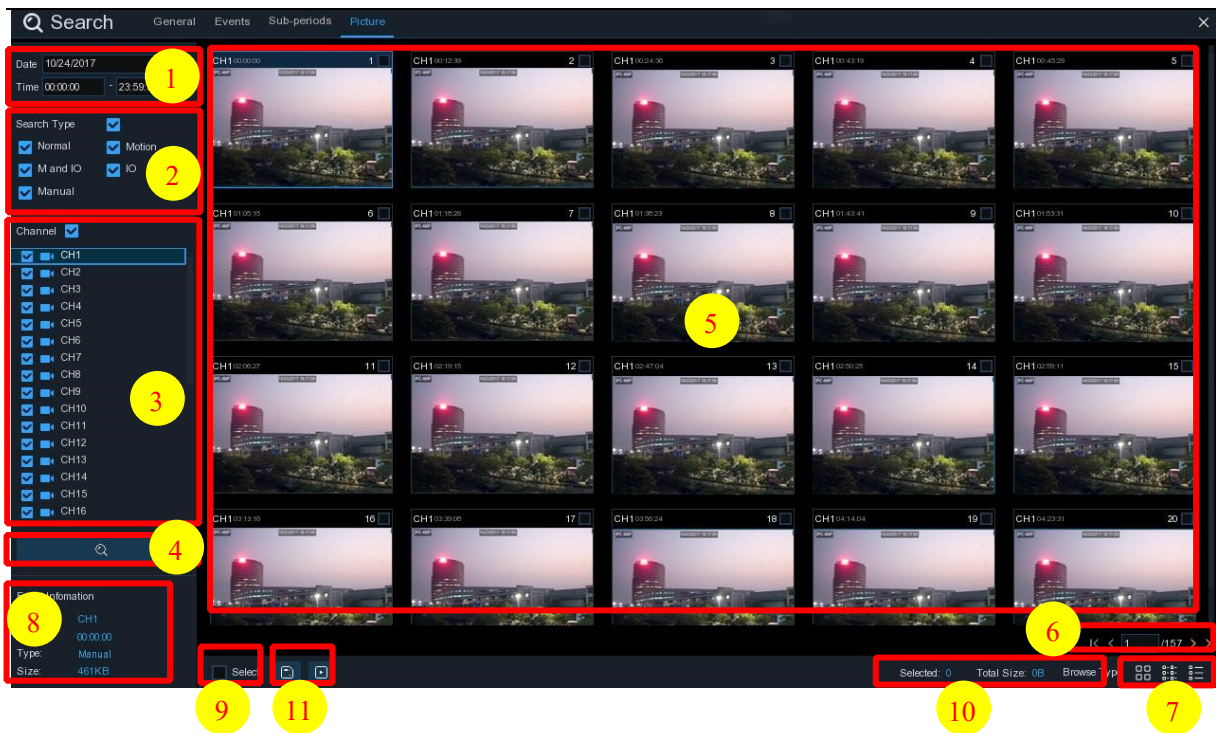 Search General Events Sub-periods Picture
Date 10/24/2017
Time 00:00:00 - 23:59:
1
Search Type
Normal Motion
M and IO IO
Manual
2
Channel
CH1
CH2
CH3
CH4
CH5
CH6
CH7
CH8
CH9
CH10
CH11
CH12
CH13
CH14
CH15
CH16
3
4
Infomation
CH1
00:00:00
Type: Manual
Size: 461KB
8
CH1 00:00:00 1
CH1 00:12:39 2
CH1 00:24:36 3
CH1 00:43:19 4
CH1 00:45:29 5
CH1 01:05:15 6
CH1 01:16:26 7
CH1 01:36:23 8
CH1 01:43:41 9
CH1 01:53:31 10
5
CH1 02:06:27 11
CH1 02:19:15 12
CH1 02:47:04 13
CH1 02:50:25 14
CH1 02:59:11 15
CH1 03:13:16 16
CH1 03:39:06 17
CH1 03:56:24 18
CH1 04:14:04 19
CH1 04:23:31 20
6
1 /157
Select
Selected: 0 Total Size: 0B Browse Typ
9
11
10
7